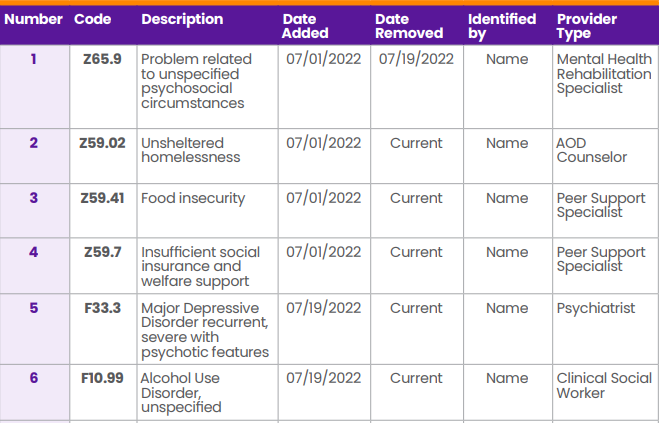 Number Code Description Date Added Date Removed Identified by Provider Type
1 Z65.9 Problem related to unspecified psychosocial circumstances 07/01/2022 07/19/2022 Name Mental Health Rehabilitation Specialist
2 Z59.02 Unsheltered homelessness 07/01/2022 Current Name AOD Counselor
3 Z59.41 Food insecurity 07/01/2022 Current Name Peer Support Specialist
4 Z59.7 Insufficient social insurance and welfare support 07/01/2022 Current Name Peer Support Specialist
5 F33.3 Major Depressive Disorder recurrent, severe with psychotic features 07/19/2022 Current Name Psychiatrist
6 F10.99 Alcohol Use Disorder, unspecified 07/19/2022 Current Name Clinical Social Worker